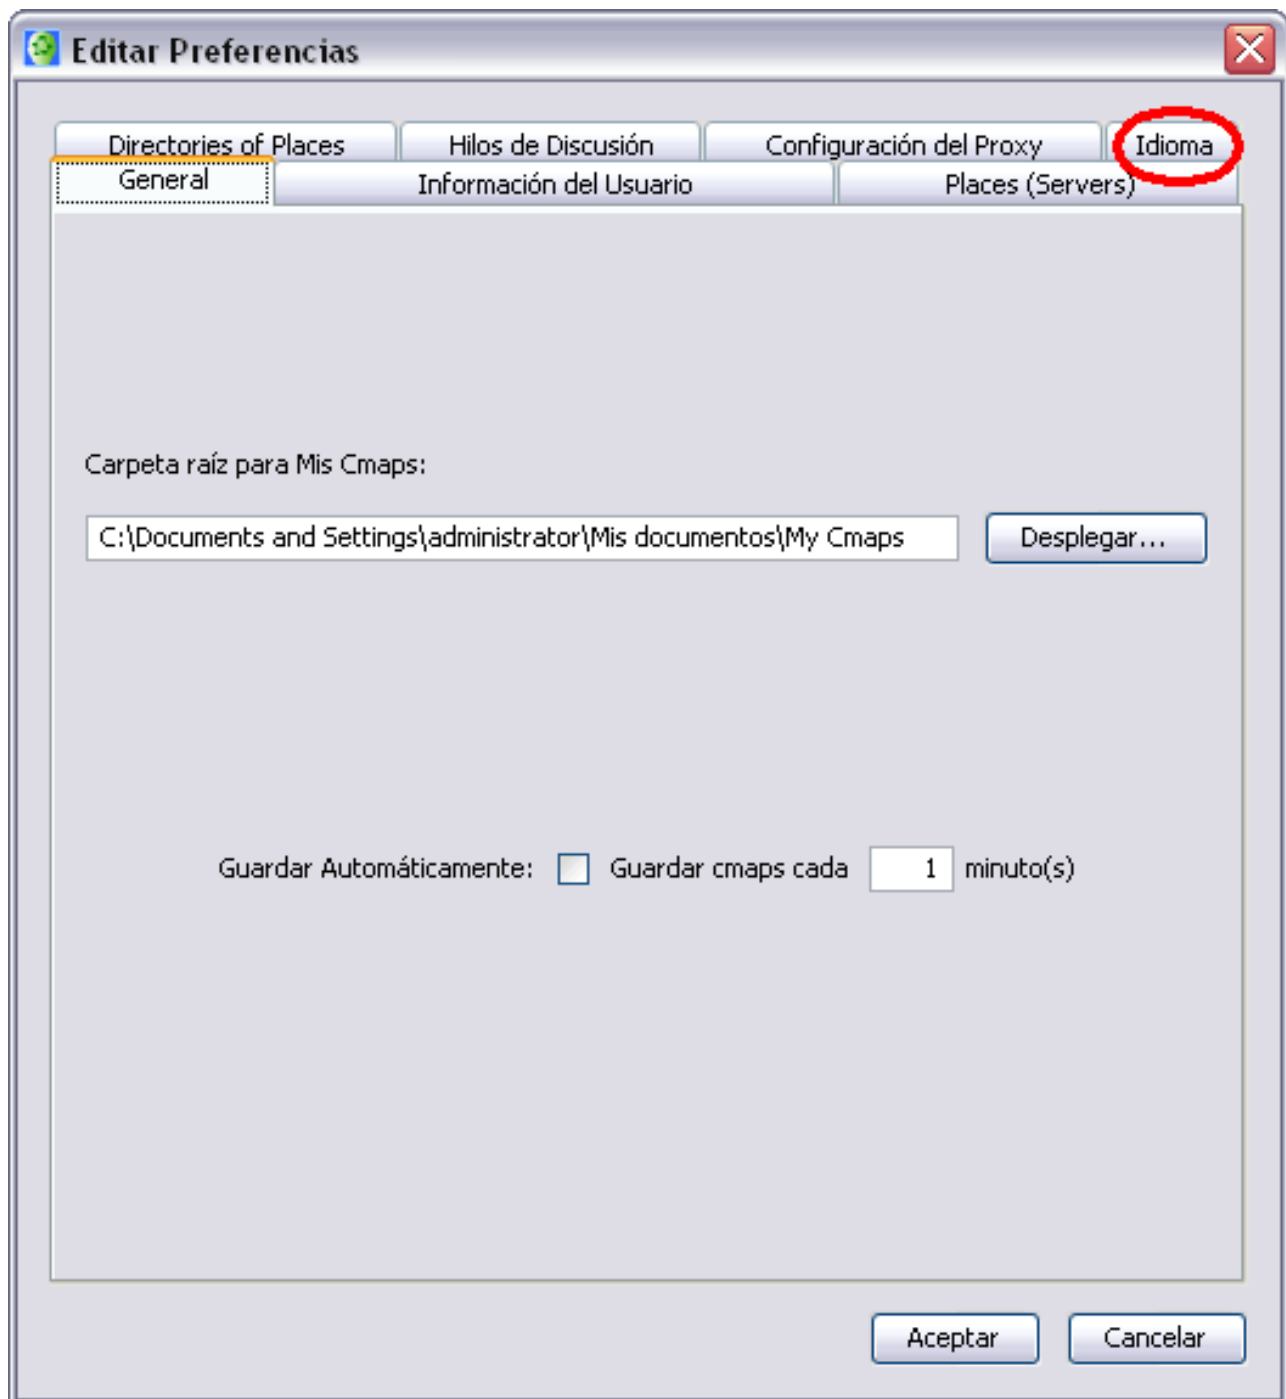 Editar Preferencias
Directories of Places Hilos de Discusión Configuración del Proxy Idioma
General Información del Usuario Places (Servers)
Carpeta raíz para Mis Cmaps:
C:\Documents and Settings\administrator\Mis documentos\My Cmaps Desplegar...
Guardar Automáticamente: Guardar cmaps cada 1 minuto(s)
Aceptar Cancelar